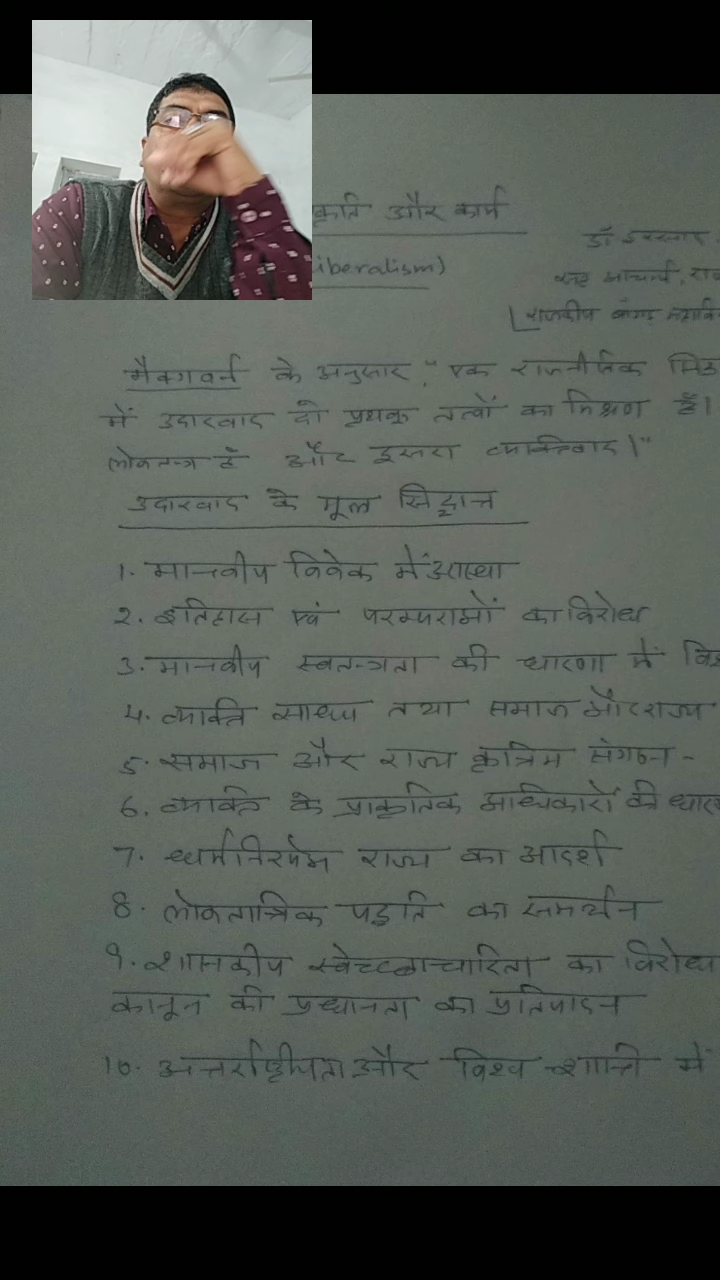 और कार्य
iberalism)
डॉ
सह आचार्य,
मैक्गवर्न के अनुसार, "एक राजनीतिक
में उदारवाद दो पृथक् तत्वों का मिश्रण है।
लोकतन्त्र है और दूसरा व्यक्तिवाद।"
उदारवाद के मूल सिद्धान्त
1. मानवीय विवेक में आस्था
2. इतिहास एवं परम्पराओं का विरोध
3. मानवीय स्वतन्त्रता की धारणा में
4. व्यक्ति साध्य तथा समाज और राज्य
5. समाज और राज्य कृत्रिम संगठन -
6. व्यक्ति के प्राकृतिक अधिकारों की
7. धर्मनिरपेक्ष राज्य का आदर्श
8. लोकतान्त्रिक पद्धति का समर्थन
9. शासकीय स्वेच्छाचारिता का विरोध
कानून की प्रधानता का प्रतिपादन
10. अन्तर्राष्ट्रीयता और विश्व शान्ति में